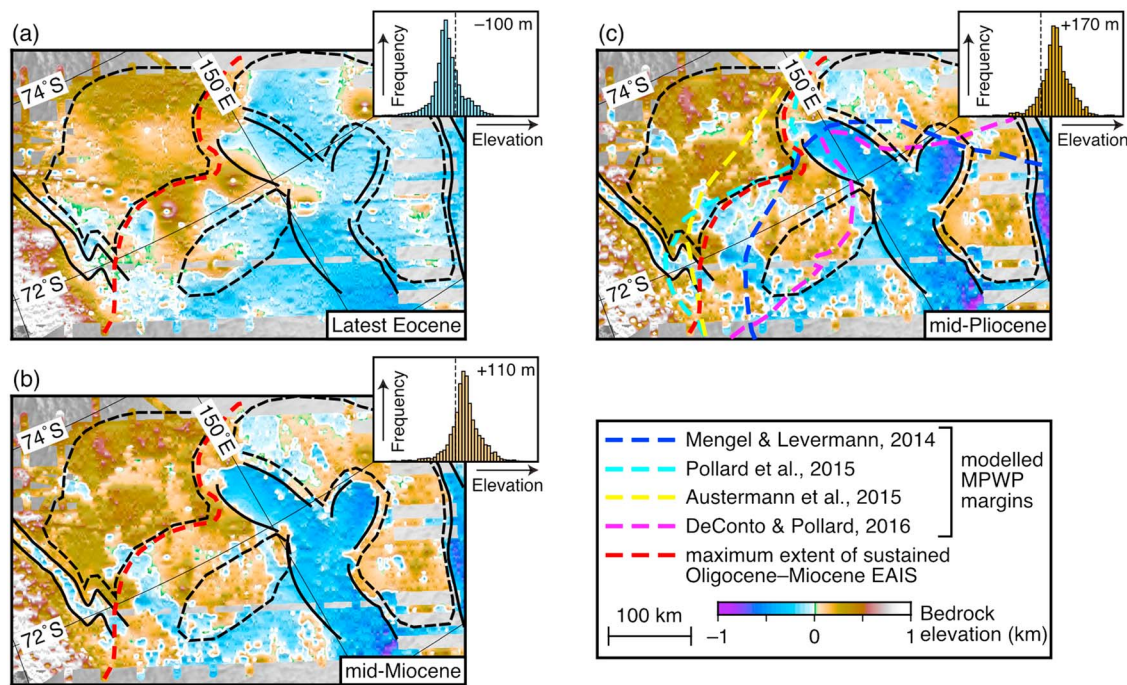 (a)
74°S
150°E
72°S
Frequency
–100 m
Elevation
Latest Eocene
(c)
74°S
150°E
72°S
Frequency
+170 m
Elevation
mid-Pliocene
(b)
74°S
150°E
72°S
Frequency
+110 m
Elevation
mid-Miocene
Mengel & Levermann, 2014
Pollard et al., 2015
Austermann et al., 2015
DeConto & Pollard, 2016
modelled
MPWP
margins
maximum extent of sustained
Oligocene–Miocene EAIS
100 km
–1 0 1
Bedrock
elevation (km)